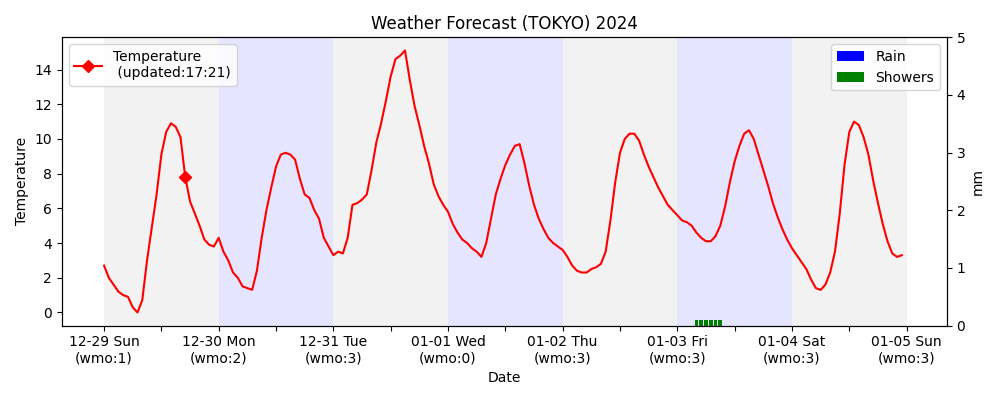 Weather Forecast (TOKYO) 2024
Temperature
(updated:17:21)
Rain
Showers
Temperature
14
12
10
8
6
4
2
0
5
4
3
2
1
0
mm
12-29 Sun
(wmo:1)
12-30 Mon
(wmo:2)
12-31 Tue
(wmo:3)
01-01 Wed
(wmo:0)
01-02 Thu
(wmo:3)
01-03 Fri
(wmo:3)
01-04 Sat
(wmo:3)
01-05 Sun
(wmo:3)
Date